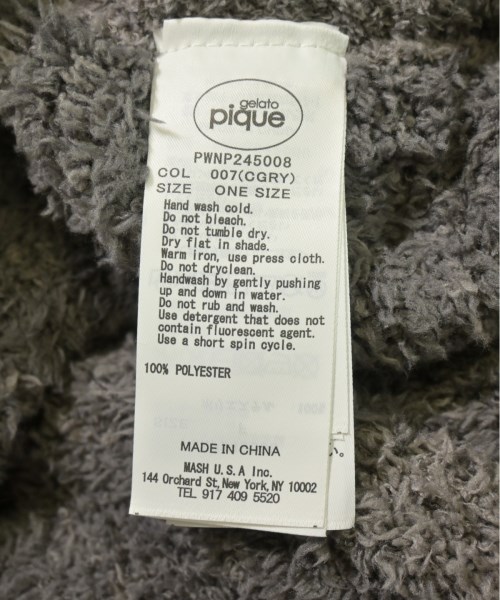 gelato
pique
PWNP245008
COL 007(CGRY)
SIZE ONE SIZE
Hand wash cold.
Do not bleach.
Do not tumble dry.
Dry flat in shade.
Warm iron, use press cloth.
Do not dryclean.
Handwash by gently pushing
up and down in water.
Do not rub and wash.
Use detergent that does not
contain fluorescent agent.
Use a short spin cycle.
100% POLYESTER
MADE IN CHINA
MASH U.S.A Inc.
144 Orchard St, New York, NY 10002
TEL 917 409 5520